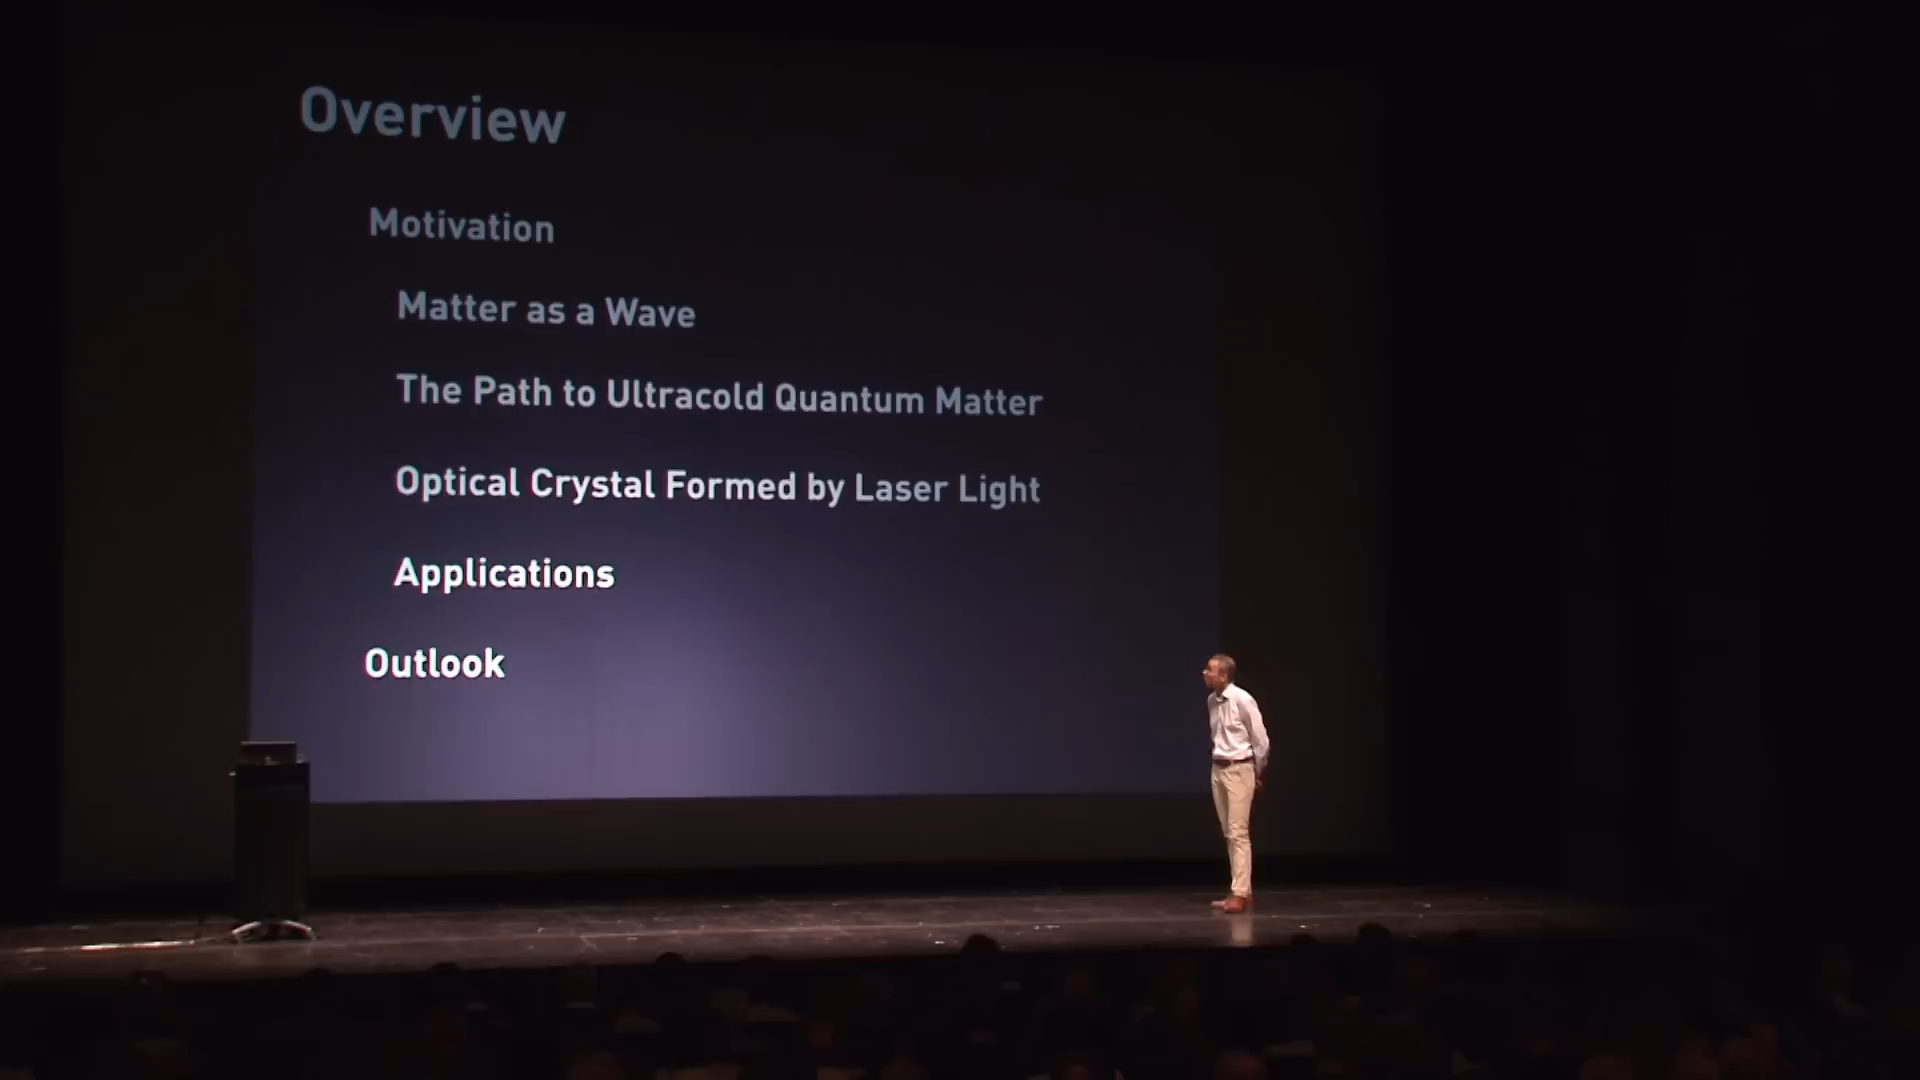 Overview
Motivation
Matter as a Wave
The Path to Ultracold Quantum Matter
Optical Crystal Formed by Laser Light
Applications
Outlook